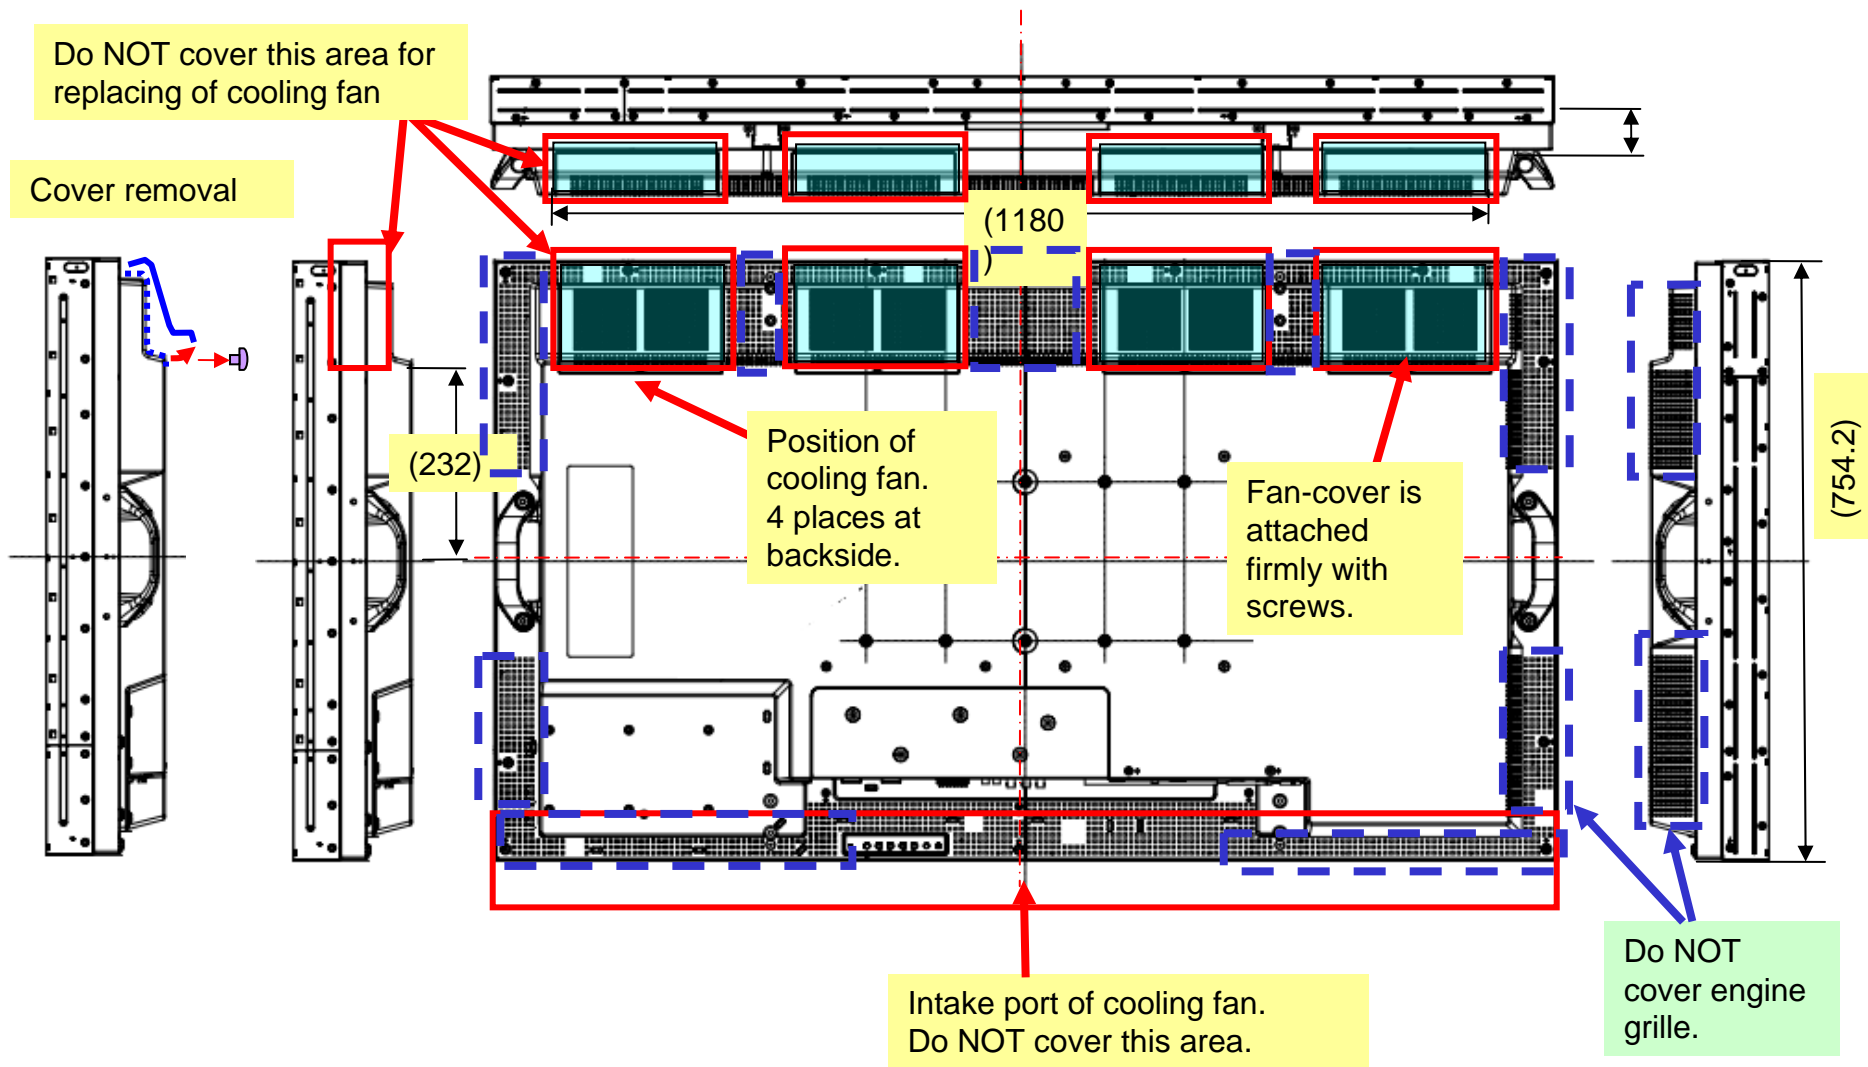 Do NOT cover this area for
replacing of cooling fan
Cover removal
(1180
)
(232)
(754.2)
Position of
cooling fan.
4 places at
backside.
Fan-cover is
attached
firmly with
screws.
Intake port of cooling fan.
Do NOT cover this area.
Do NOT
cover engine
grille.